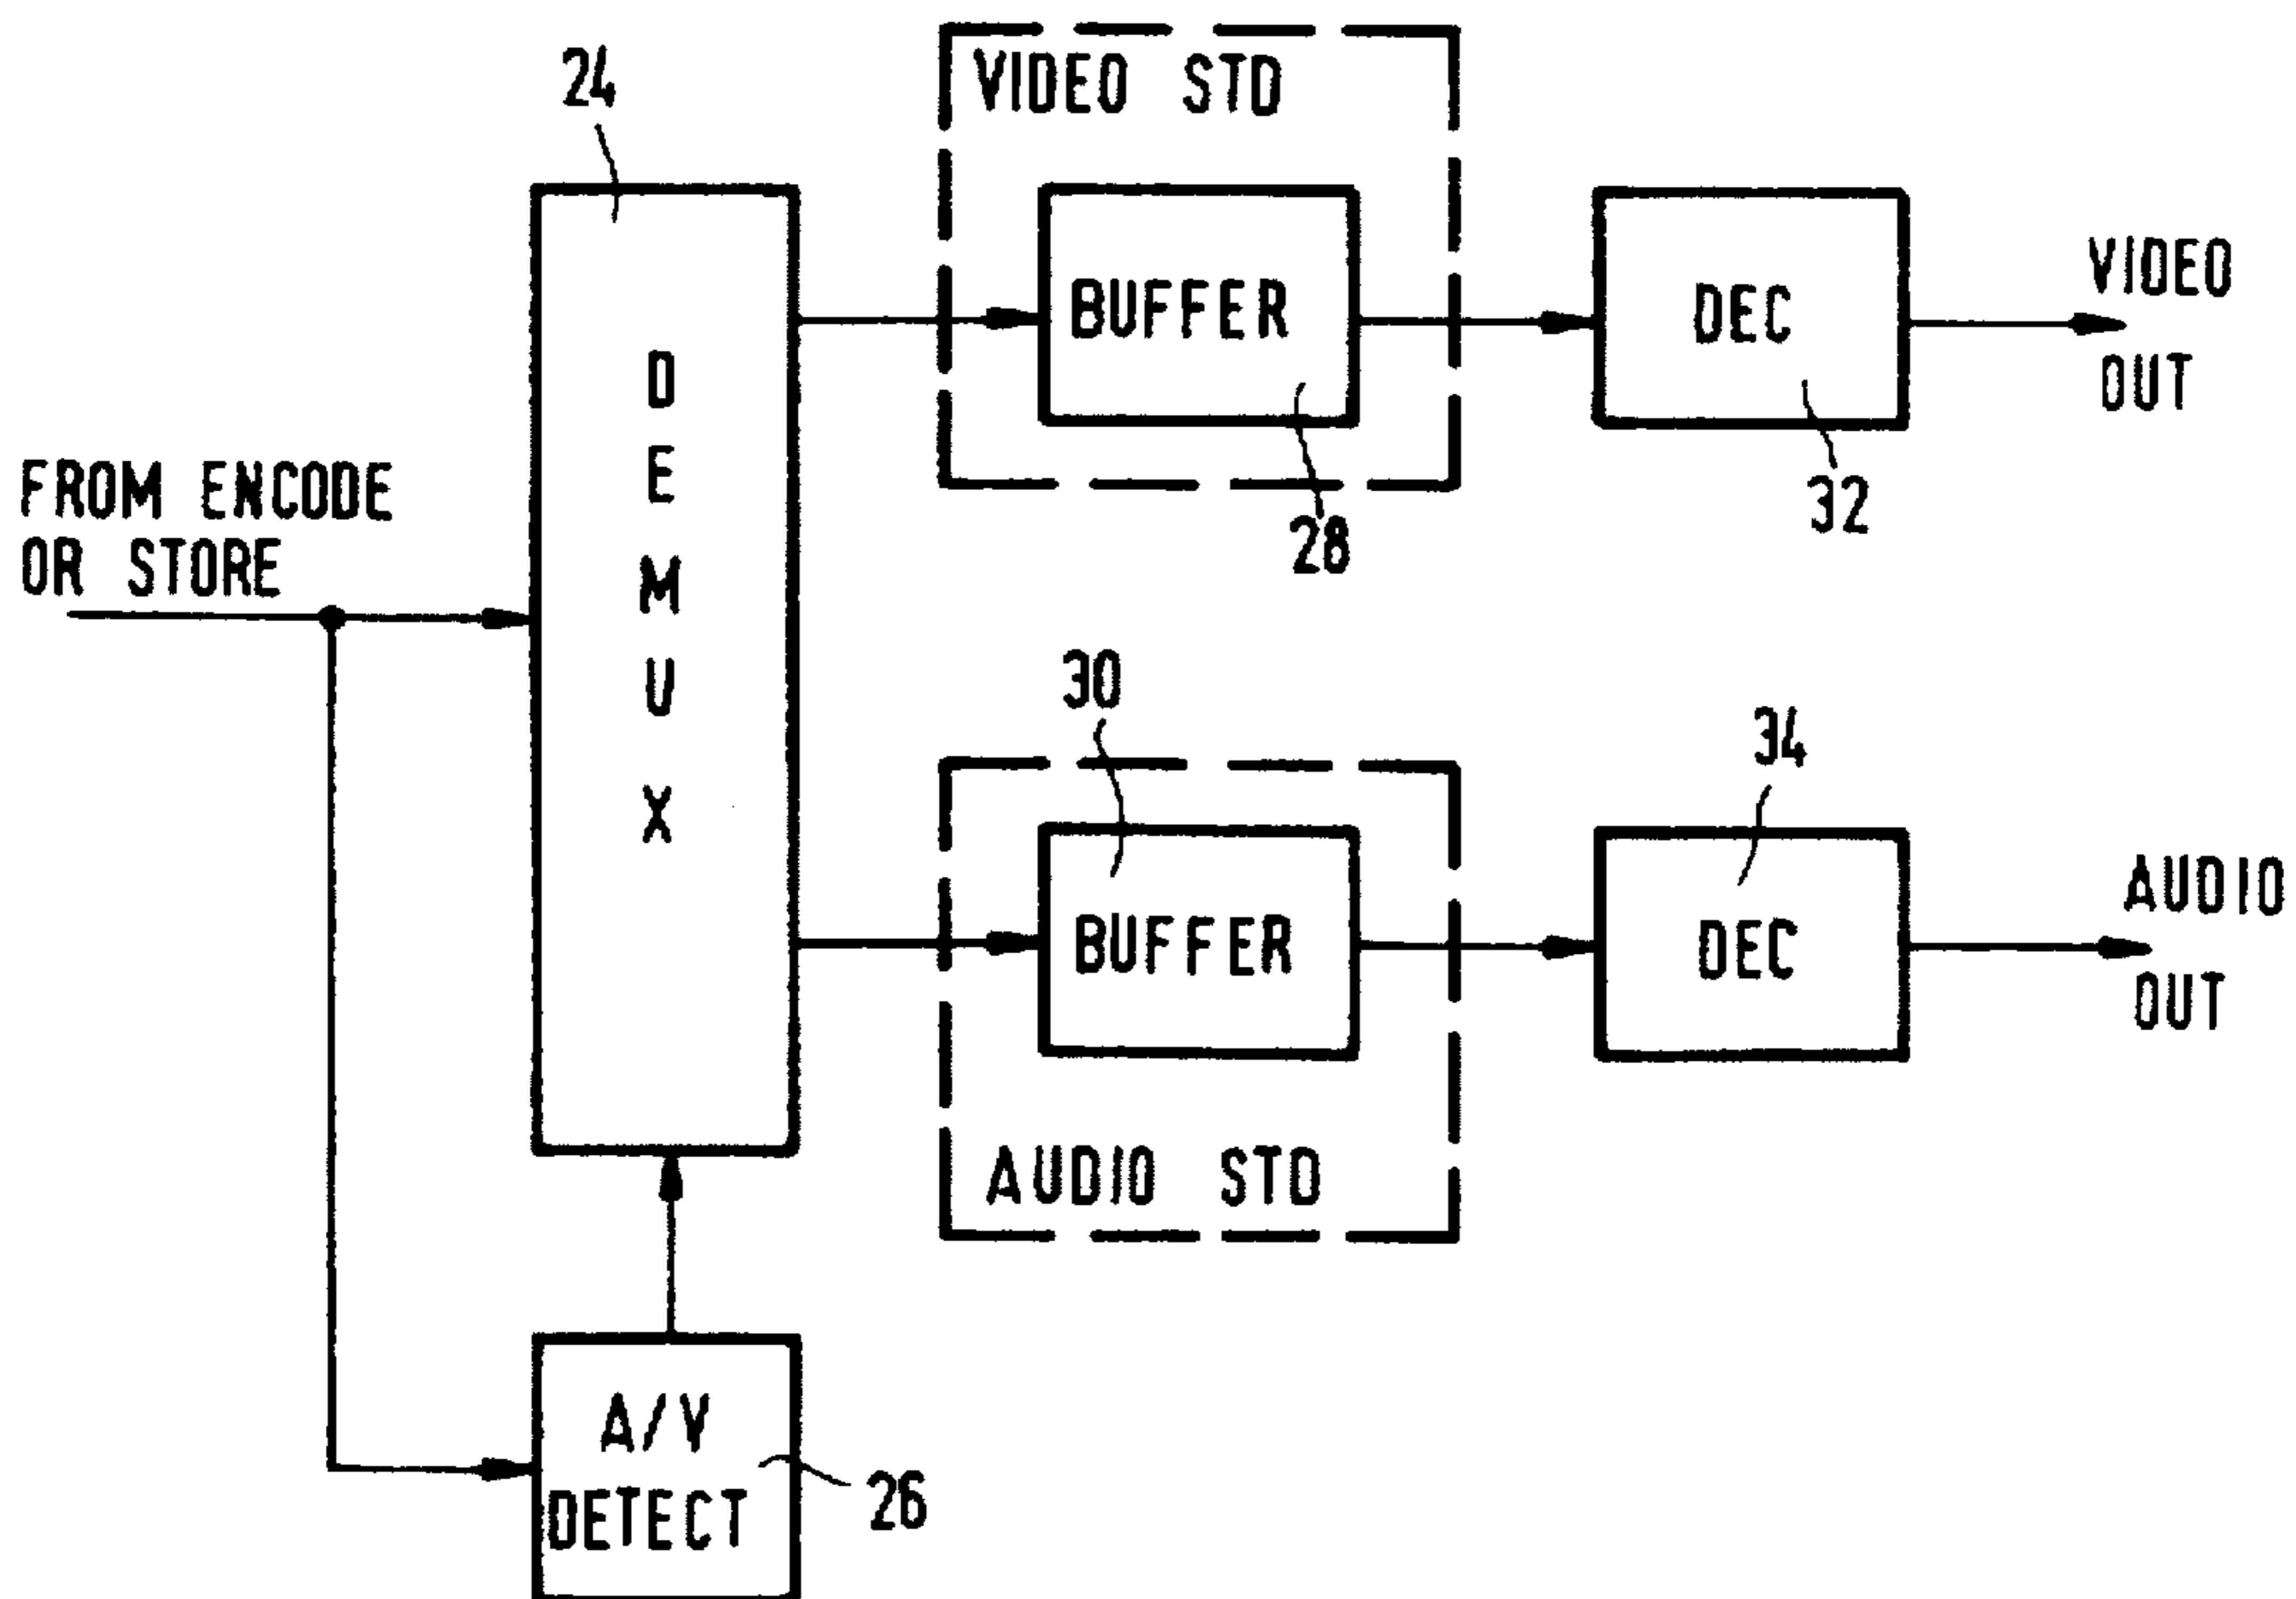 24
VIDEO STD
BUFFER
28
DEC
32
VIDEO
OUT
FROM ENCODE
OR STORE
D
E
M
U
X
30
BUFFER
AUDIO STD
34
DEC
AUDIO
OUT
A/V
DETECT
26